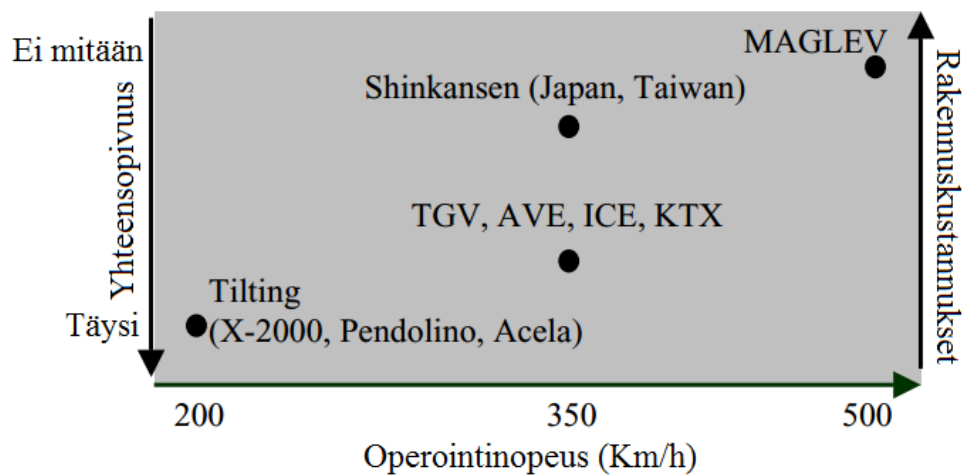 Ei mitään
Yhteensopivuus
Täysi
MAGLEV
Shinkansen (Japan, Taiwan)
TGV, AVE, ICE, KTX
Tilting
(X-2000, Pendolino, Acela)
Rakennuskustannukset
200
350
500
Operointinopeus (Km/h)